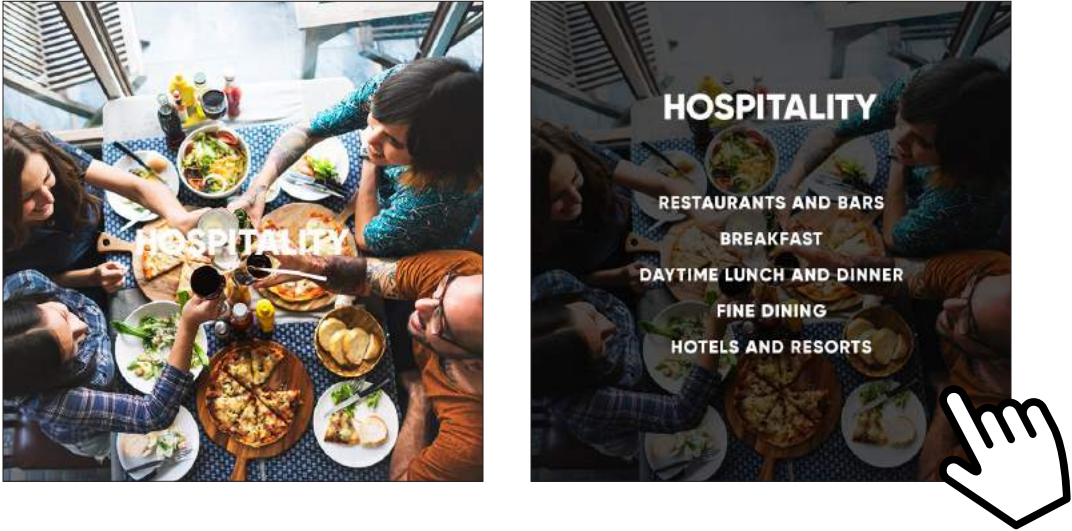 HOSPITALITY
HOSPITALITY
RESTAURANTS AND BARS
BREAKFAST
DAYTIME LUNCH AND DINNER
FINE DINING
HOTELS AND RESORTS